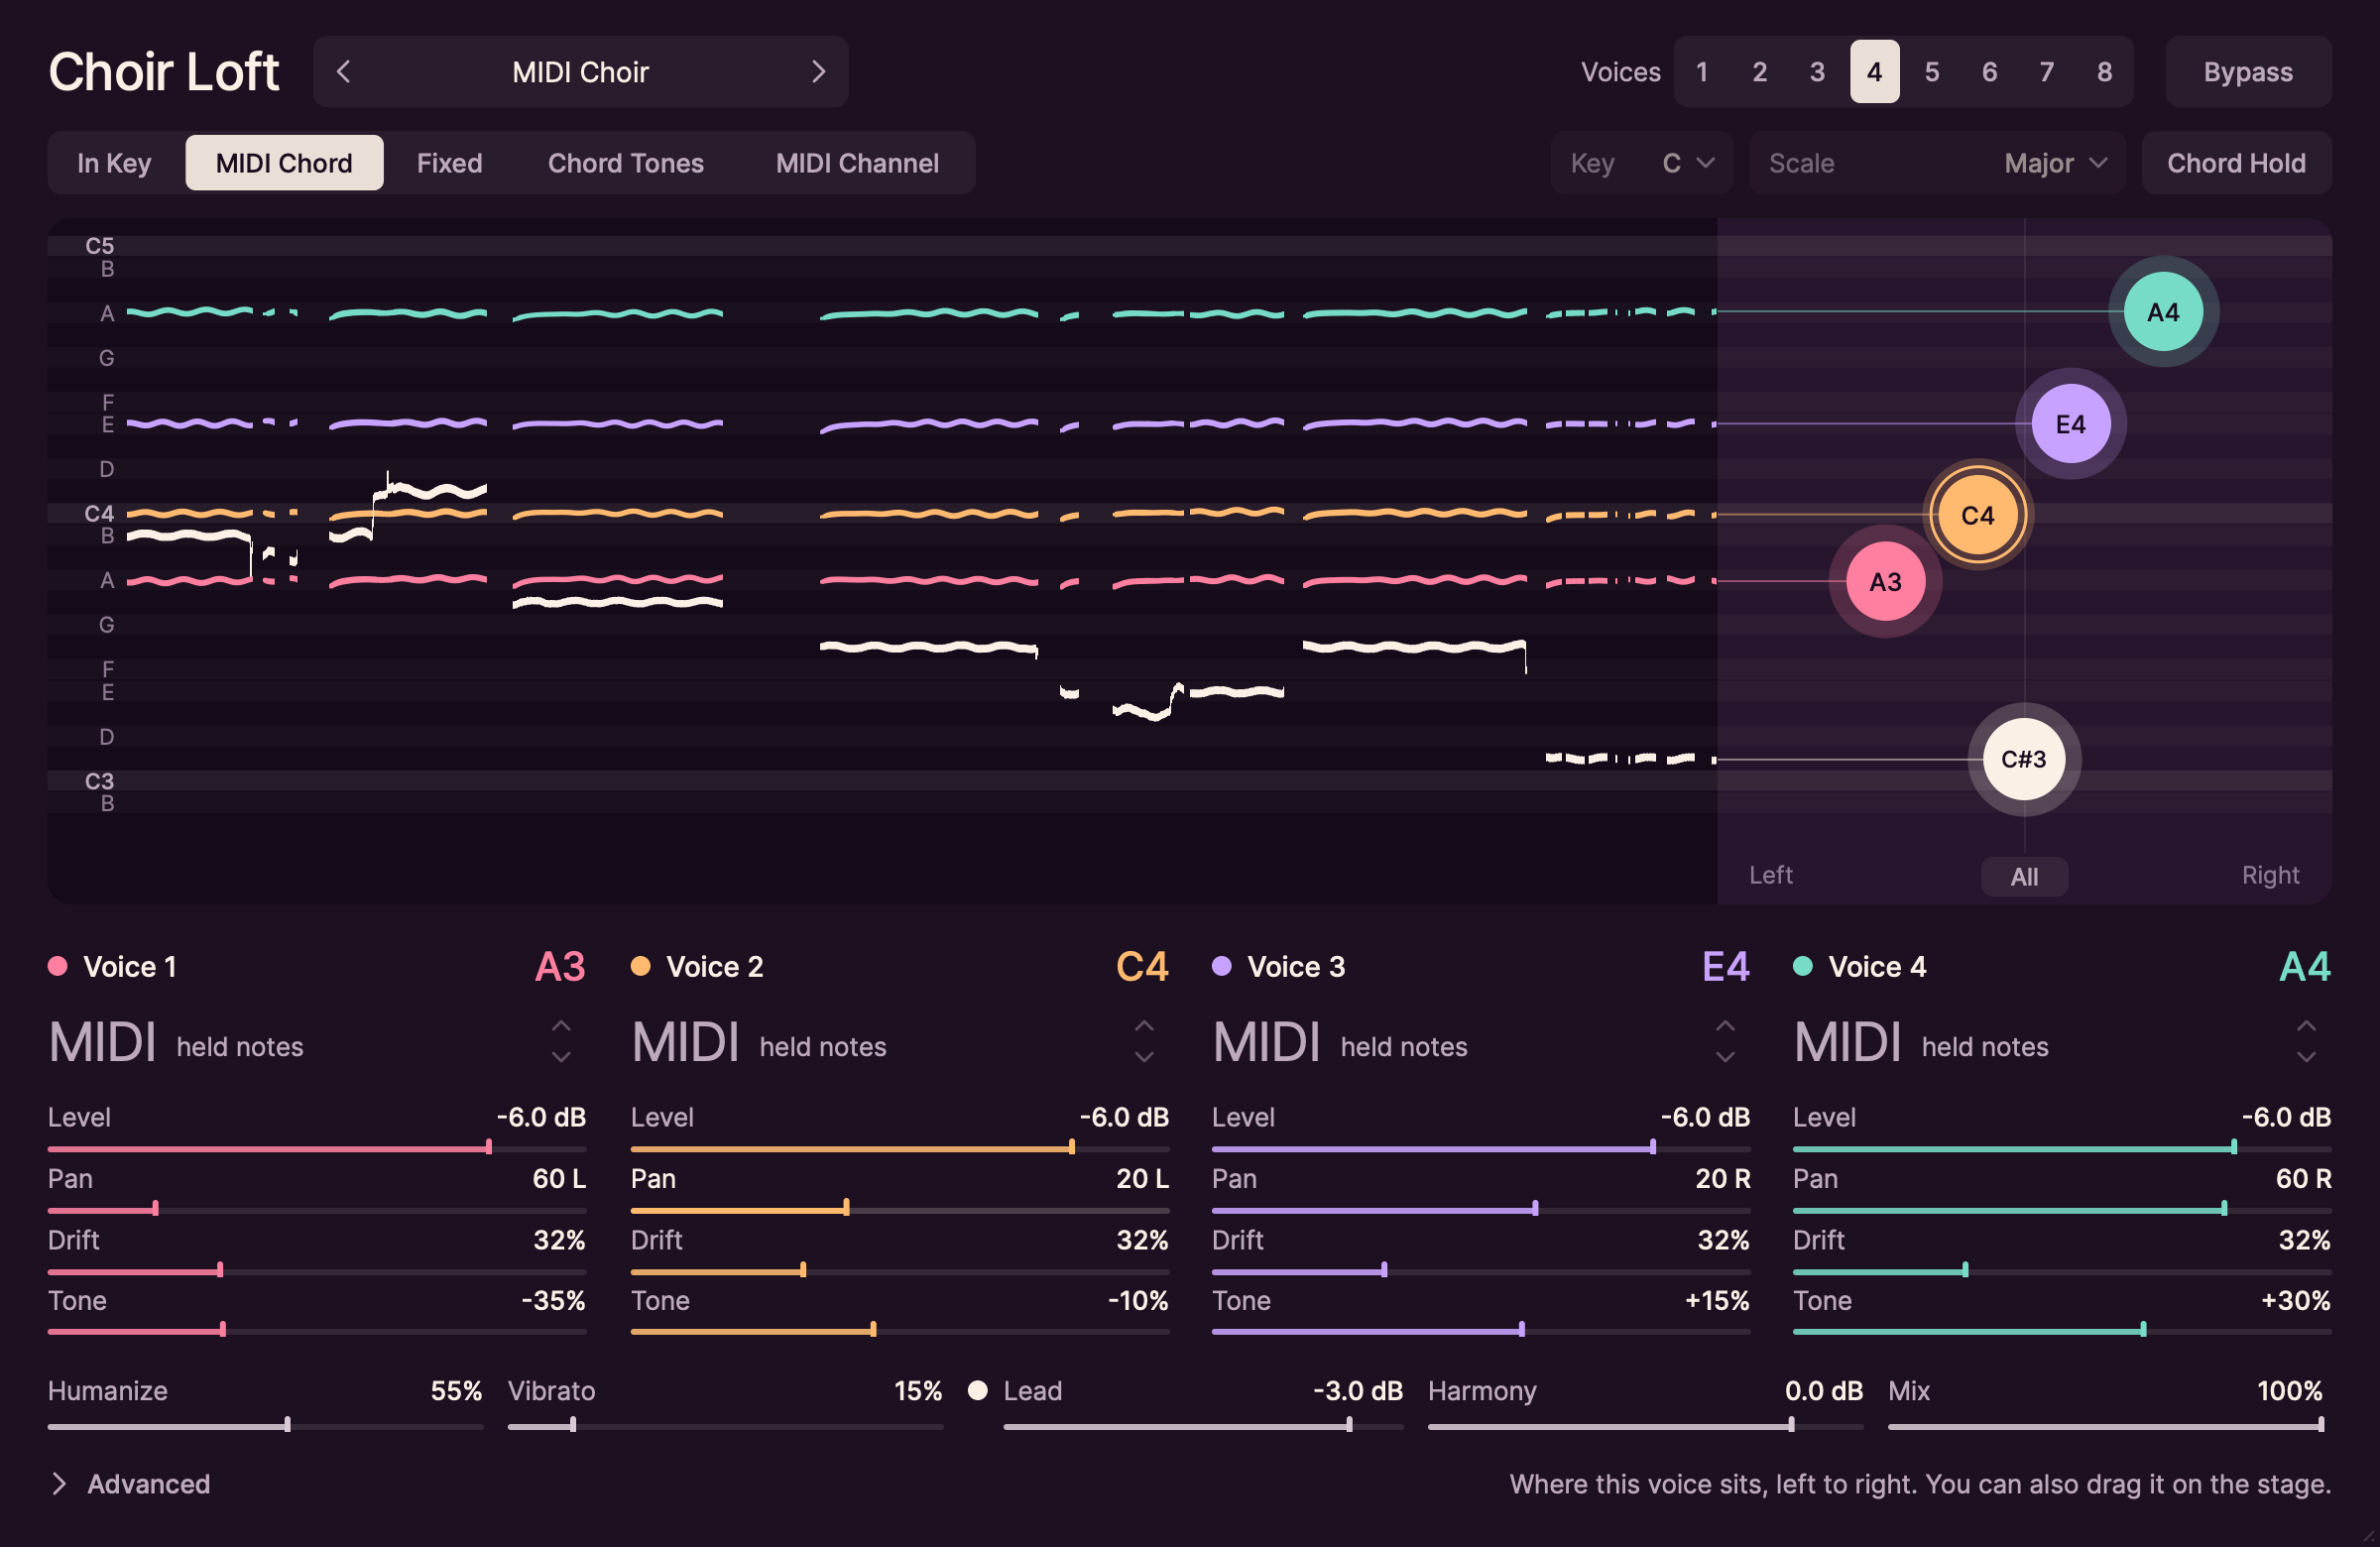 Choir Loft MIDI Choir Voices 1 2 3 4 5 6 7 8 Bypass
In Key MIDI Chord Fixed Chord Tones MIDI Channel Key C Scale Major Chord Hold
C5
B
A
G
F
E
D
C4
B
A
G
F
E
D
C3
B
A4
E4
C4
A3
C#3
Left All Right
Voice 1 A3 Voice 2 C4 Voice 3 E4 Voice 4 A4
MIDI held notes MIDI held notes MIDI held notes MIDI held notes
Level -6.0 dB Level -6.0 dB Level -6.0 dB Level -6.0 dB
Pan 60 L Pan 20 L Pan 20 R Pan 60 R
Drift 32% Drift 32% Drift 32% Drift 32%
Tone -35% Tone -10% Tone +15% Tone +30%
Humanize 55% Vibrato 15% Lead -3.0 dB Harmony 0.0 dB Mix 100%
Advanced Where this voice sits, left to right. You can also drag it on the stage.